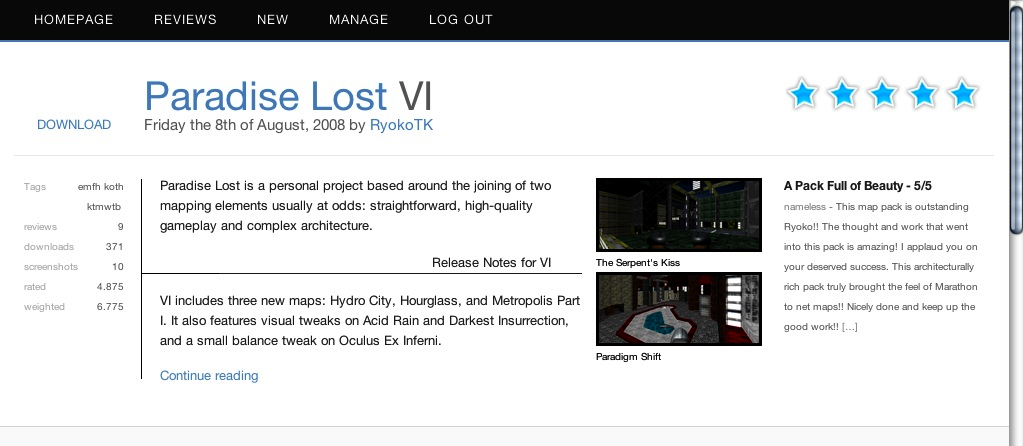 HOMEPAGE REVIEWS NEW MANAGE LOG OUT
Paradise Lost VI
DOWNLOAD
Friday the 8th of August, 2008 by RyokoTK
Tags emfh koth
ktmwtb
reviews 9
downloads 371
screenshots 10
rated 4.875
weighted 6.775
Paradise Lost is a personal project based around the joining of two
mapping elements usually at odds: straightforward, high-quality
gameplay and complex architecture.
Release Notes for VI
VI includes three new maps: Hydro City, Hourglass, and Metropolis Part
I. It also features visual tweaks on Acid Rain and Darkest Insurrection,
and a small balance tweak on Oculus Ex Inferni.
Continue reading
The Serpent's Kiss
Paradigm Shift
A Pack Full of Beauty - 5/5
nameless - This map pack is outstanding
Ryoko!! The thought and work that went
into this pack is amazing! I applaud you on
your deserved success. This architecturally
rich pack truly brought the feel of Marathon
to net maps!! Nicely done and keep up the
good work!! [...]